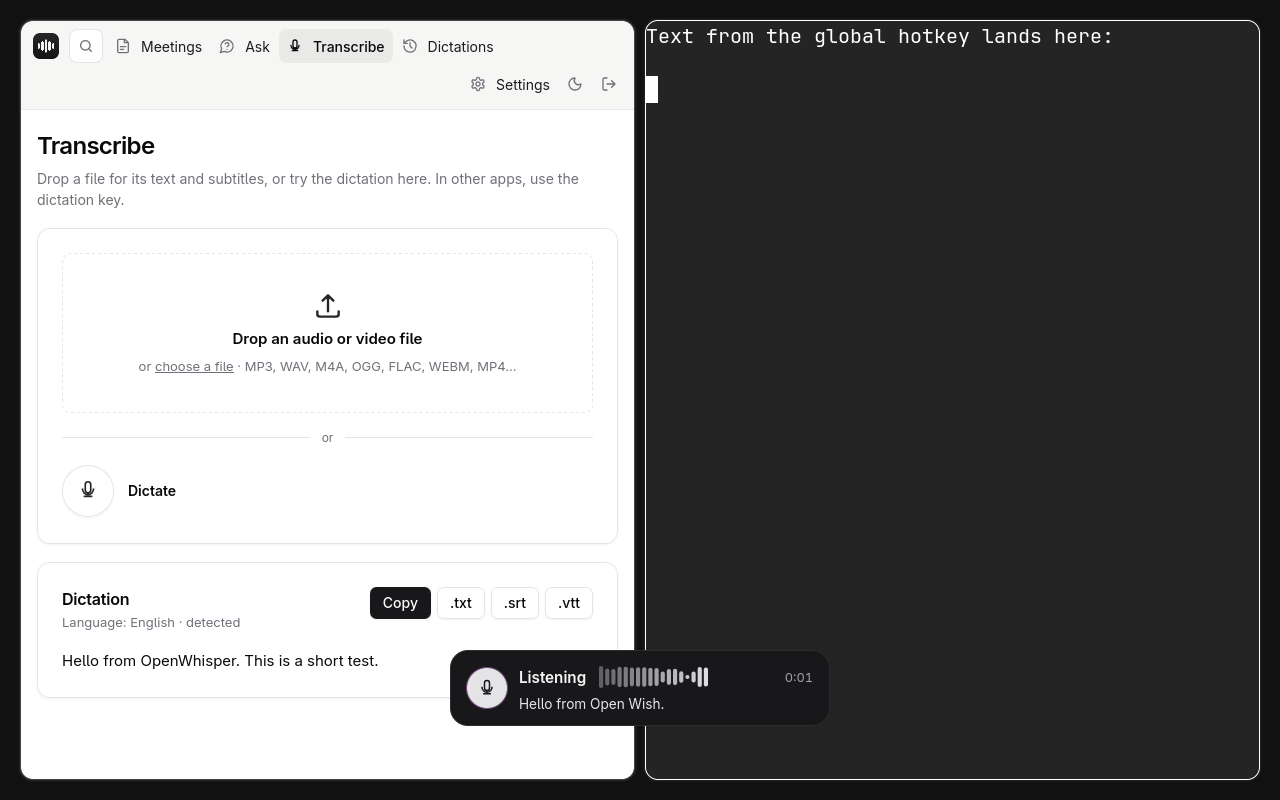 Meetings
Ask
Transcribe
Dictations
Settings
Transcribe
Drop a file for its text and subtitles, or try the dictation here. In other apps, use the
dictation key.
Drop an audio or video file
or choose a file · MP3, WAV, M4A, OGG, FLAC, WEBM, MP4...
or
Dictate
Dictation
Copy
.txt
.srt
.vtt
Language: English · detected
Hello from OpenWhisper. This is a short test.
Text from the global hotkey lands here:
Listening
0:01
Hello from Open Wish.